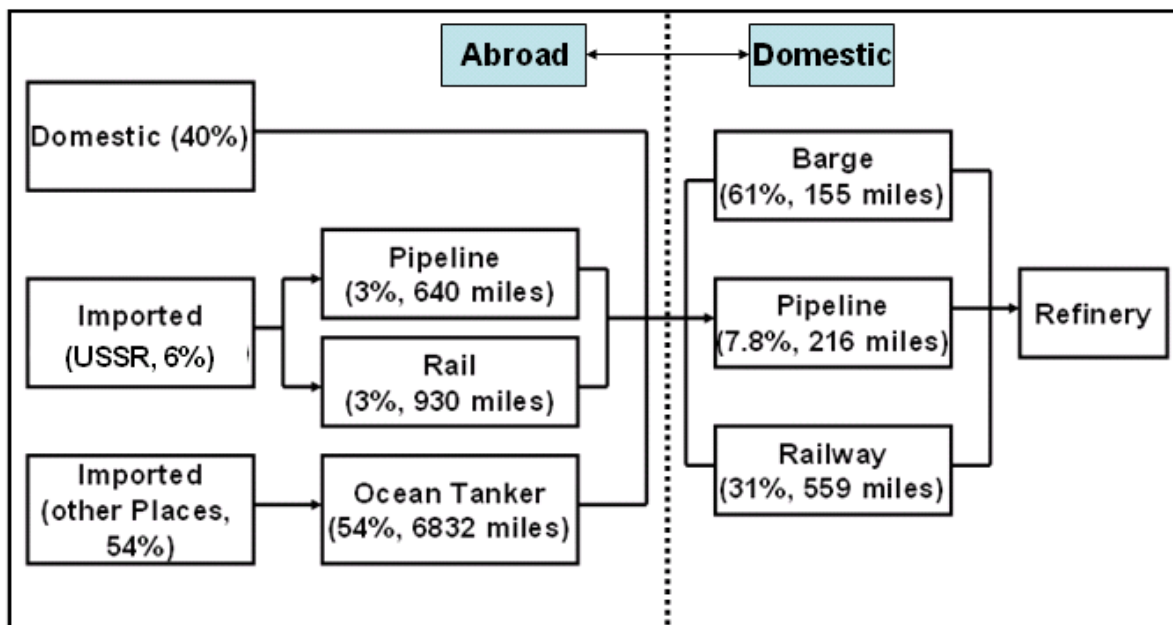 Abroad
Domestic
Domestic (40%)
Imported
(USSR, 6%)
Imported
(other Places,
54%)
Pipeline
(3%, 640 miles)
Rail
(3%, 930 miles)
Ocean Tanker
(54%, 6832 miles)
Barge
(61%, 155 miles)
Pipeline
(7.8%, 216 miles)
Railway
(31%, 559 miles)
Refinery